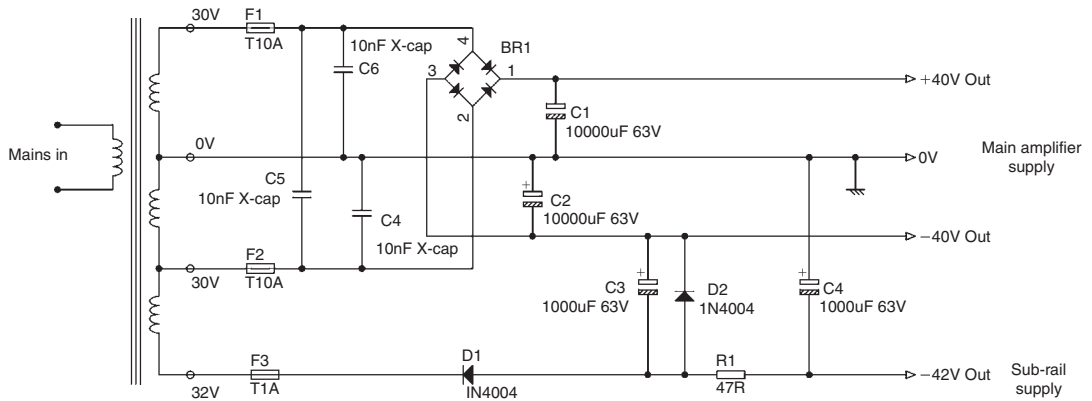 30V
F1
T10A
10nF X-cap
C6
4
BR1
3
1
2
+40V Out
C1
10000uF 63V
Mains in
0V
0V
Main amplifier
supply
C5
10nF X-cap
C4
10nF X-cap
+
C2
10000uF 63V
−40V Out
F2
30V
T10A
+
C3
1000uF 63V
D2
1N4004
+
C4
1000uF 63V
F3
32V
T1A
D1
IN4004
R1
47R
−42V Out
Sub-rail
supply